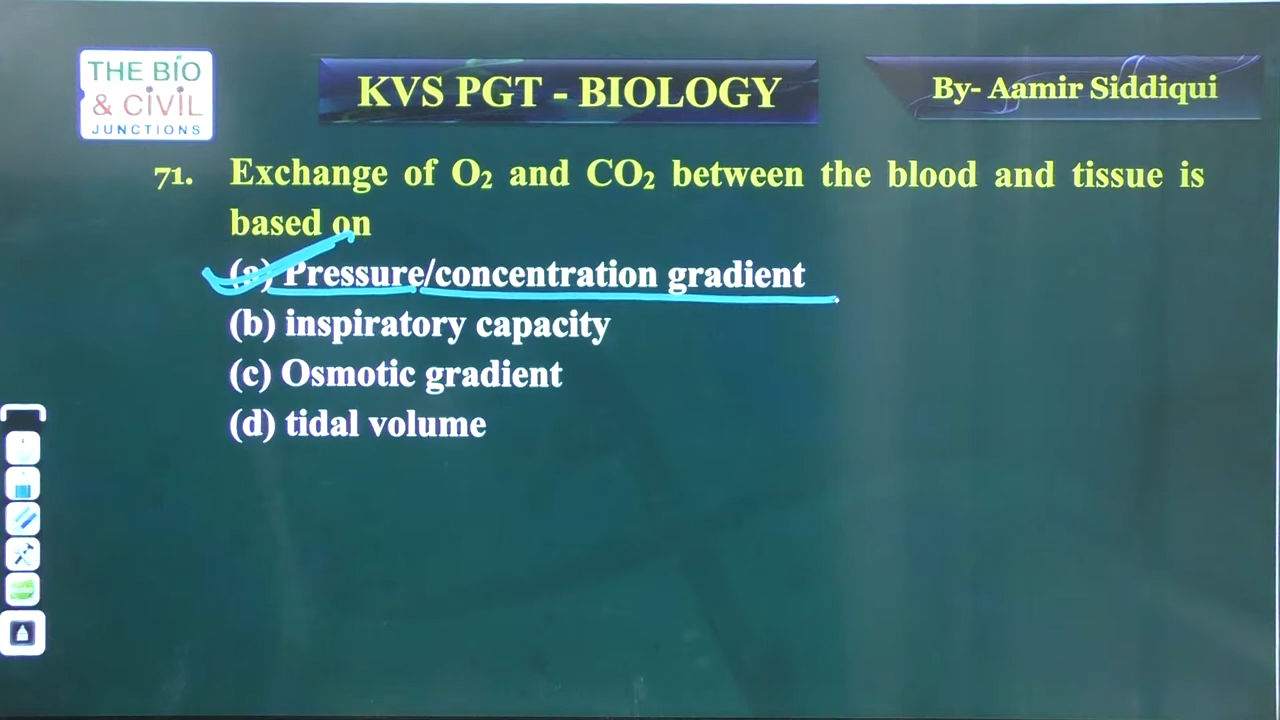 THE BIO
& CIVIL
JUNCTIONS
KVS PGT - BIOLOGY
By- Aamir Siddiqui
71. Exchange of O₂ and CO₂ between the blood and tissue is
based on
(a) Pressure/concentration gradient
(b) inspiratory capacity
(c) Osmotic gradient
(d) tidal volume